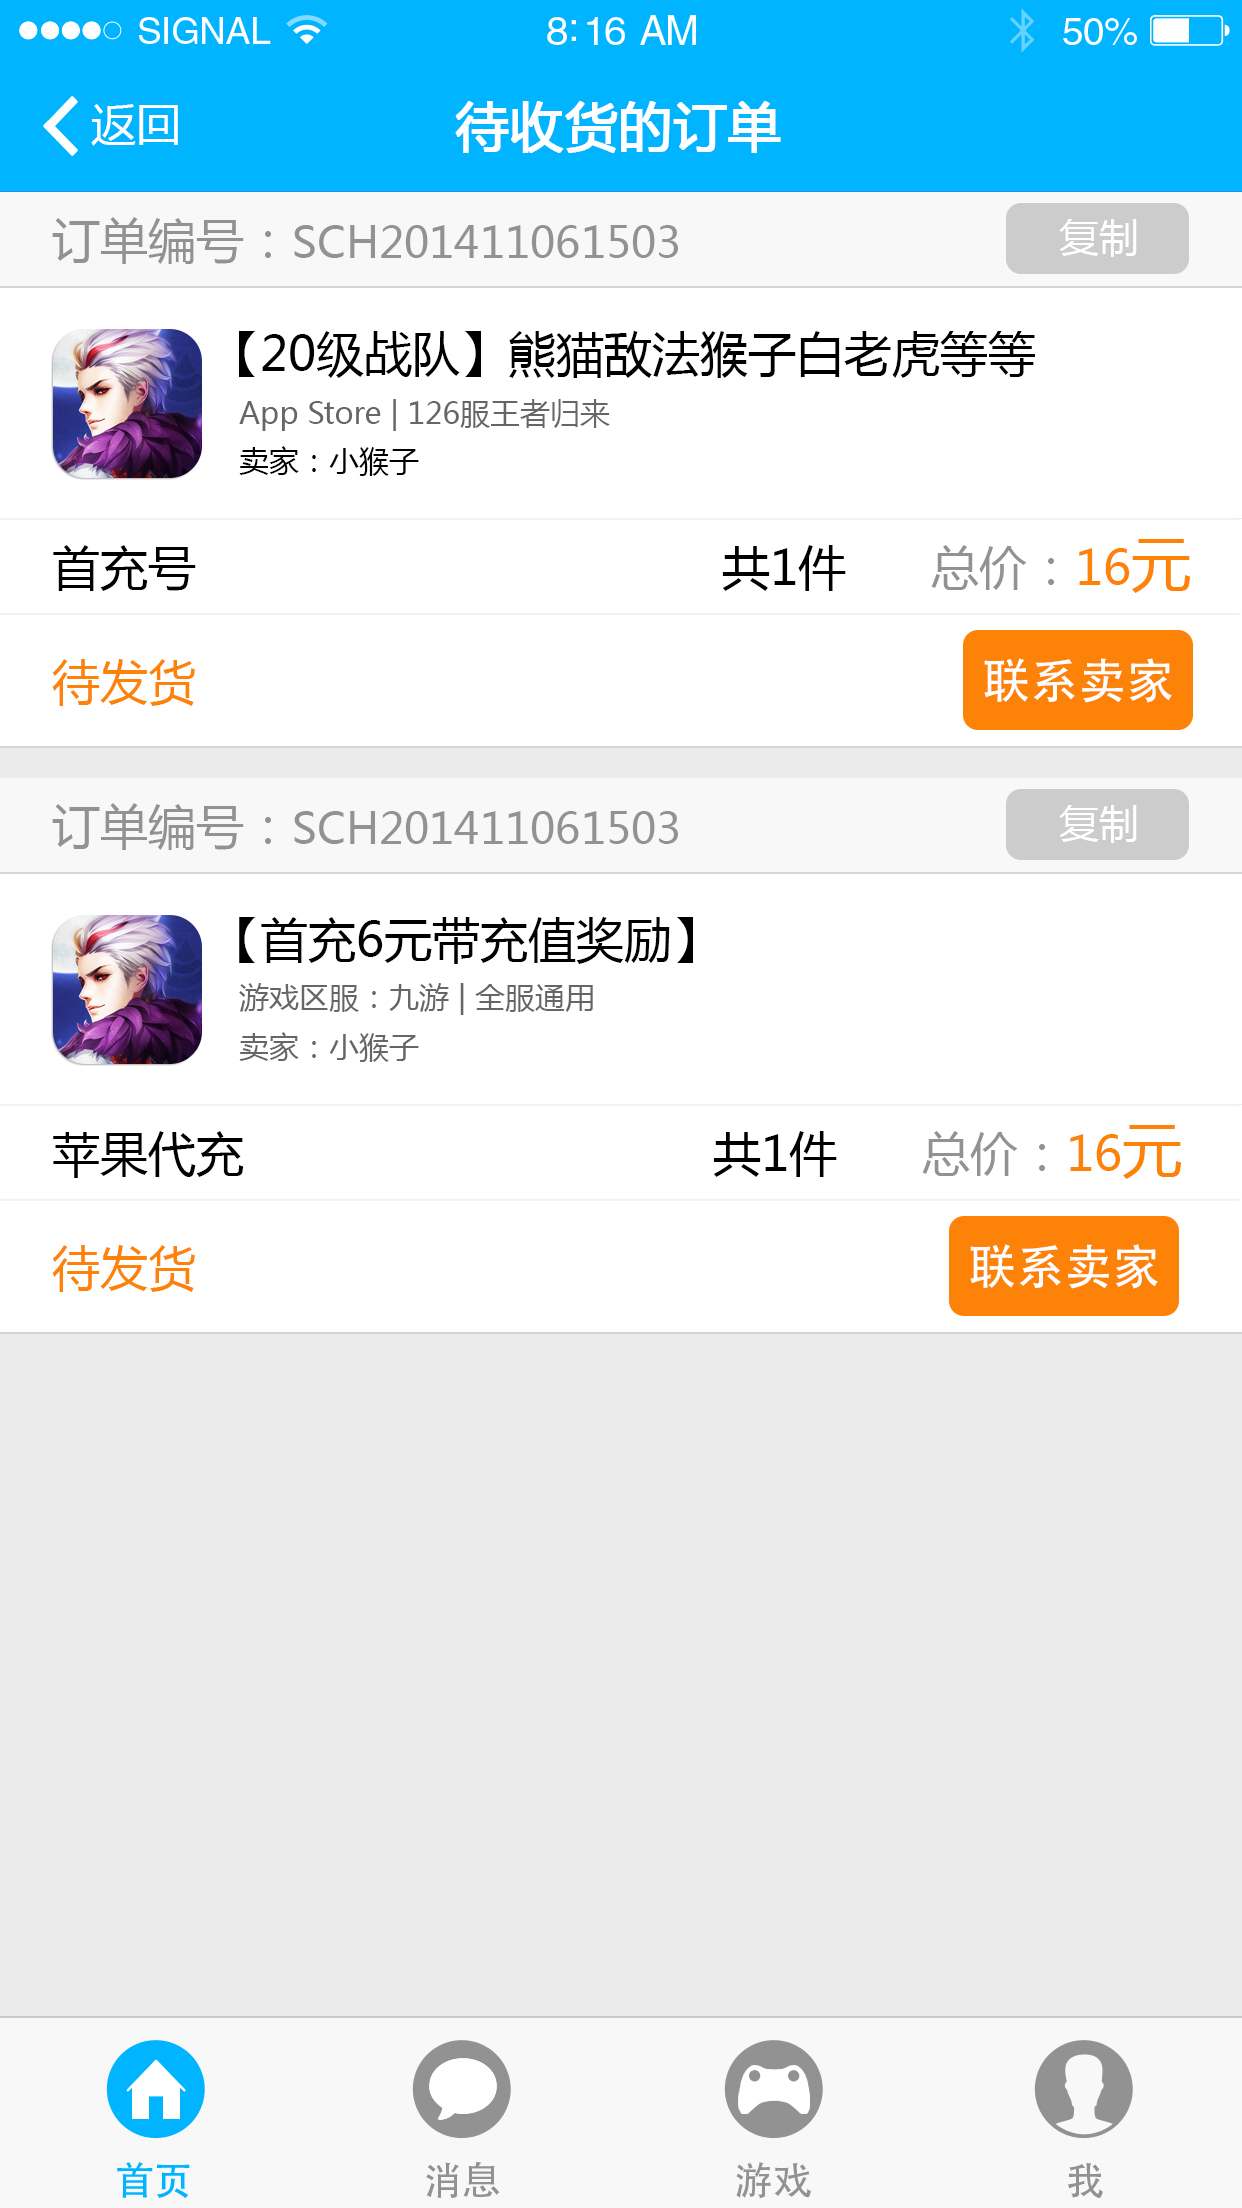 SIGNAL 8:16 AM 50%
返回 待收货的订单
订单编号：SCH201411061503 复制
【20级战队】熊猫敌法猴子白老虎等等
App Store | 126服王者归来
卖家：小猴子
首充号 共1件 总价：16元
待发货 联系卖家
订单编号：SCH201411061503 复制
【首充6元带充值奖励】
游戏区服：九游 | 全服通用
卖家：小猴子
苹果代充 共1件 总价：16元
待发货 联系卖家
首页 消息 游戏 我